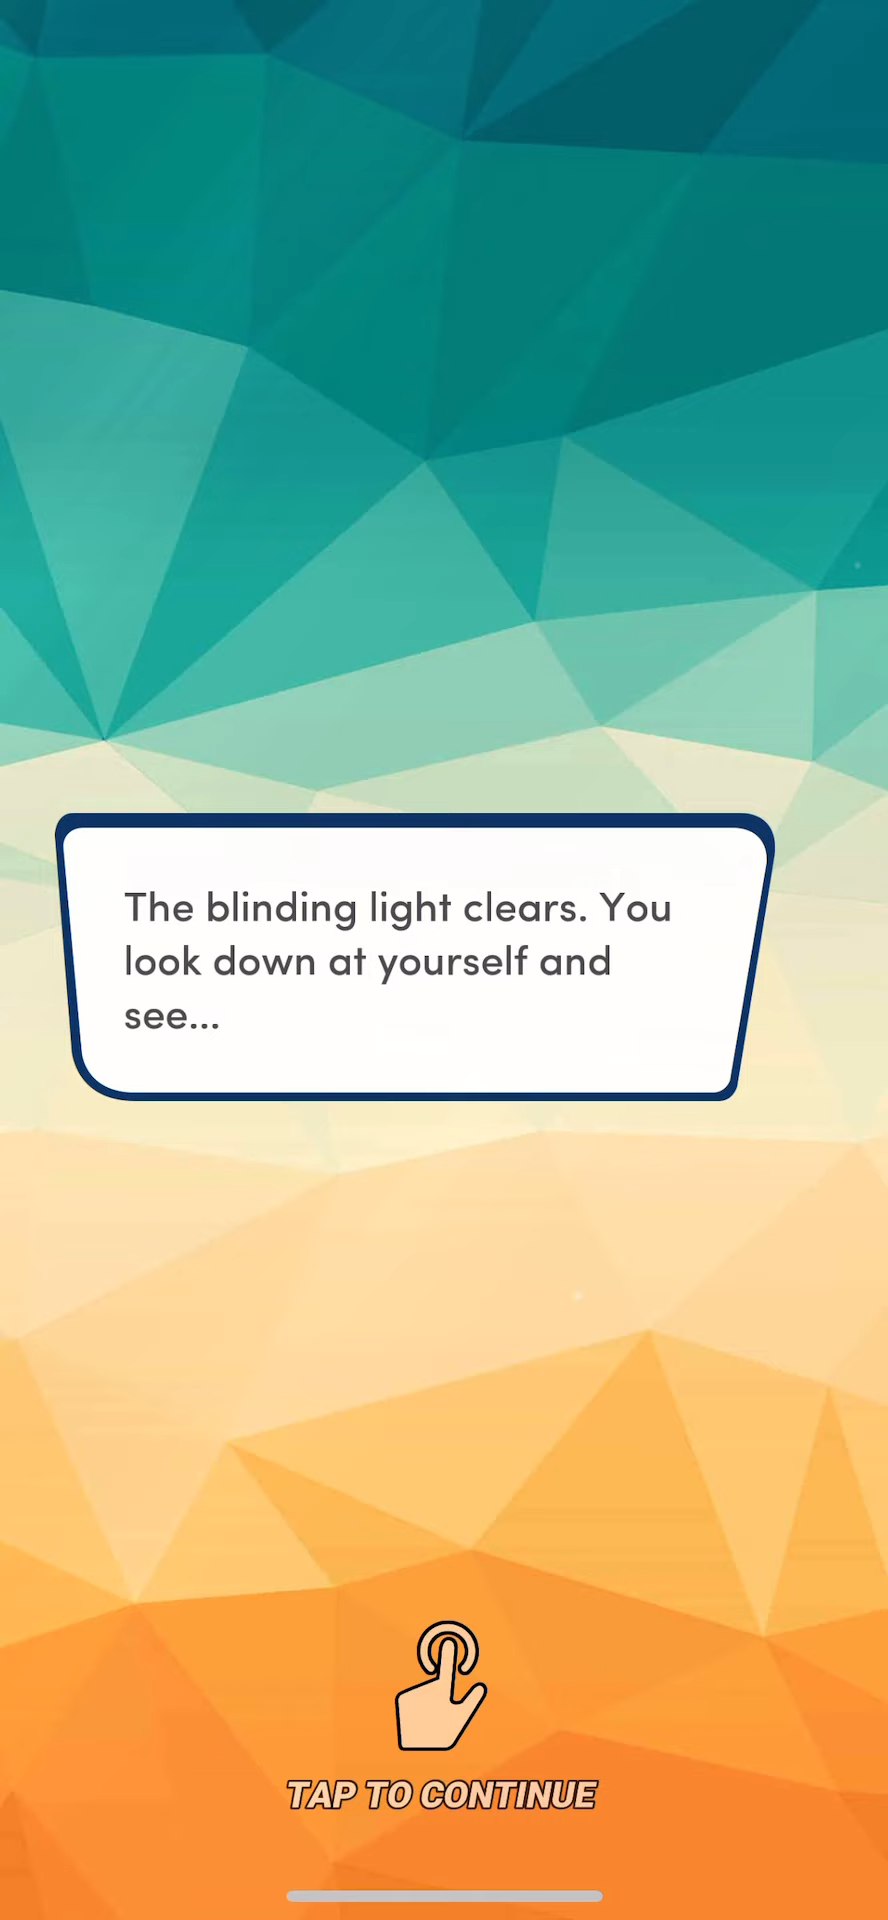 The blinding light clears. You
look down at yourself and
see...
TAP TO CONTINUE